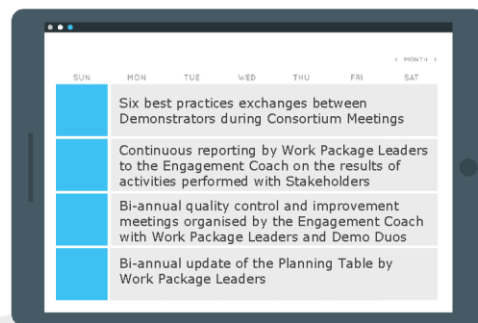 < MONTH >
SUN MON TUE WED THU FRI SAT
Six best practices exchanges between
Demonstrators during Consortium Meetings
Continuous reporting by Work Package Leaders
to the Engagement Coach on the results of
activities performed with Stakeholders
Bi-annual quality control and improvement
meetings organised by the Engagement Coach
with Work Package Leaders and Demo Duos
Bi-annual update of the Planning Table by
Work Package Leaders